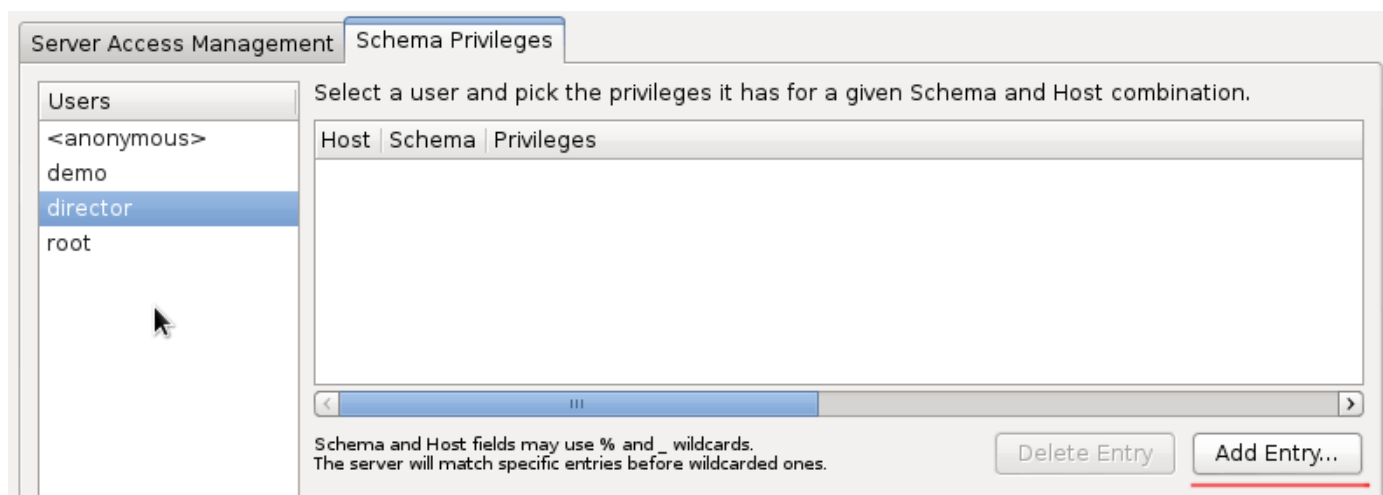 Server Access Management
Schema Privileges
Users
<anonymous>
demo
director
root
Select a user and pick the privileges it has for a given Schema and Host combination.
Host Schema Privileges
Schema and Host fields may use % and _ wildcards.
The server will match specific entries before wildcarded ones.
Delete Entry
Add Entry...